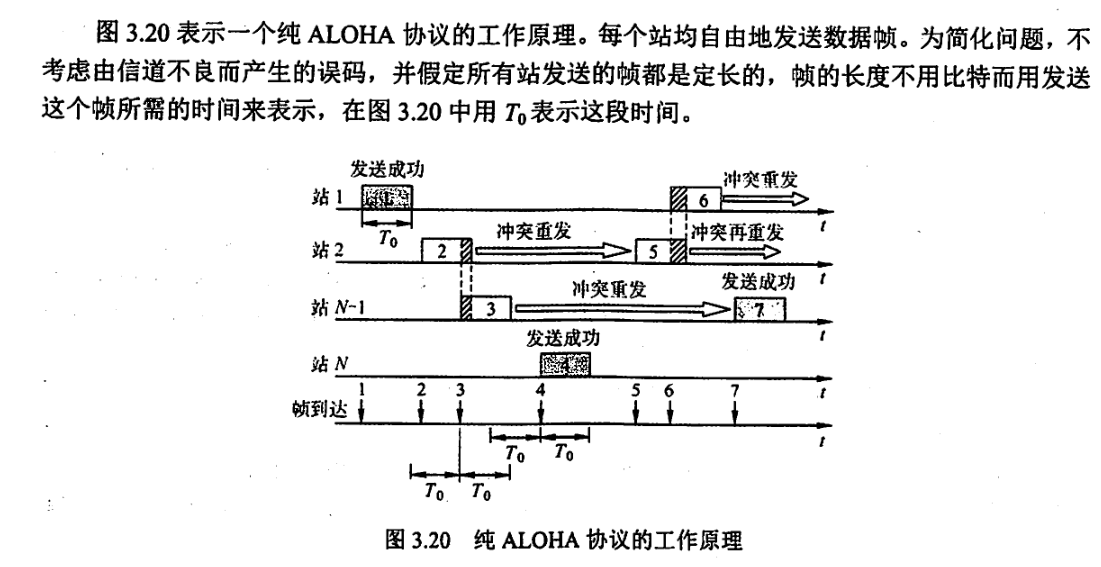 图 3.20 表示一个纯 ALOHA 协议的工作原理。每个站均自由地发送数据帧。为简化问题，不
考虑由信道不良而产生的误码，并假定所有站发送的帧都是定长的，帧的长度不用比特而用发送
这个帧所需的时间来表示，在图 3.20 中用 T₀表示这段时间。
发送成功
站 1 1 6 冲突重发 t
T₀
站 2 2 冲突重发 5 冲突再重发 t
站 N-1 3 冲突重发 发送成功 7 t
发送成功
站 N 4 t
帧到达 1 2 3 4 5 6 7 t
T₀ T₀
T₀ T₀
图 3.20 纯 ALOHA 协议的工作原理